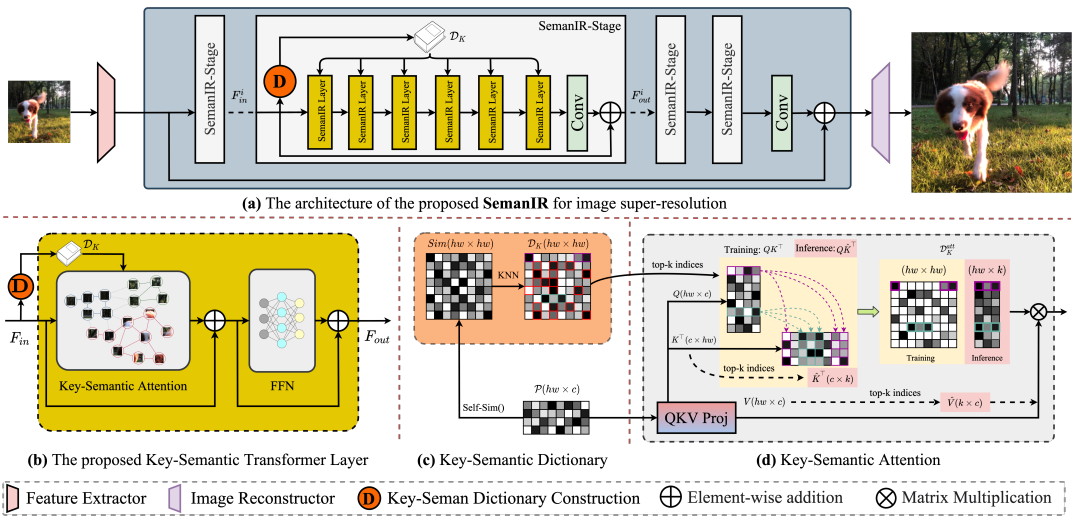 SemanIR-Stage
SemanIR-Stage
$\mathcal{D}_K$
D
$F_{in}^i$
SemanIR Layer
SemanIR Layer
SemanIR Layer
SemanIR Layer
SemanIR Layer
SemanIR Layer
Conv
$F_{out}^i$
SemanIR-Stage
SemanIR-Stage
Conv
(a) The architecture of the proposed SemanIR for image super-resolution
$\mathcal{D}_K$
D
$F_{in}$
Key-Semantic Attention
FFN
$F_{out}$
(b) The proposed Key-Semantic Transformer Layer
$Sim(hw \times hw)$
$\mathcal{D}_K(hw \times hw)$
KNN
$\mathcal{P}(hw \times c)$
Self-Sim()
(c) Key-Semantic Dictionary
Training: $QK^\top$
Inference: $Q\hat{K}^\top$
$\mathcal{D}_K^{att}$
top-k indices
$(hw \times hw)$
$(hw \times k)$
$Q(hw \times c)$
$K^\top(c \times hw)$
top-k indices
$\hat{K}^\top(c \times k)$
Training
Inference
top-k indices
QKV Proj
$V(hw \times c)$
$\hat{V}(k \times c)$
(d) Key-Semantic Attention
Feature Extractor
Image Reconstructor
D
Key-Seman Dictionary Construction
Element-wise addition
Matrix Multiplication